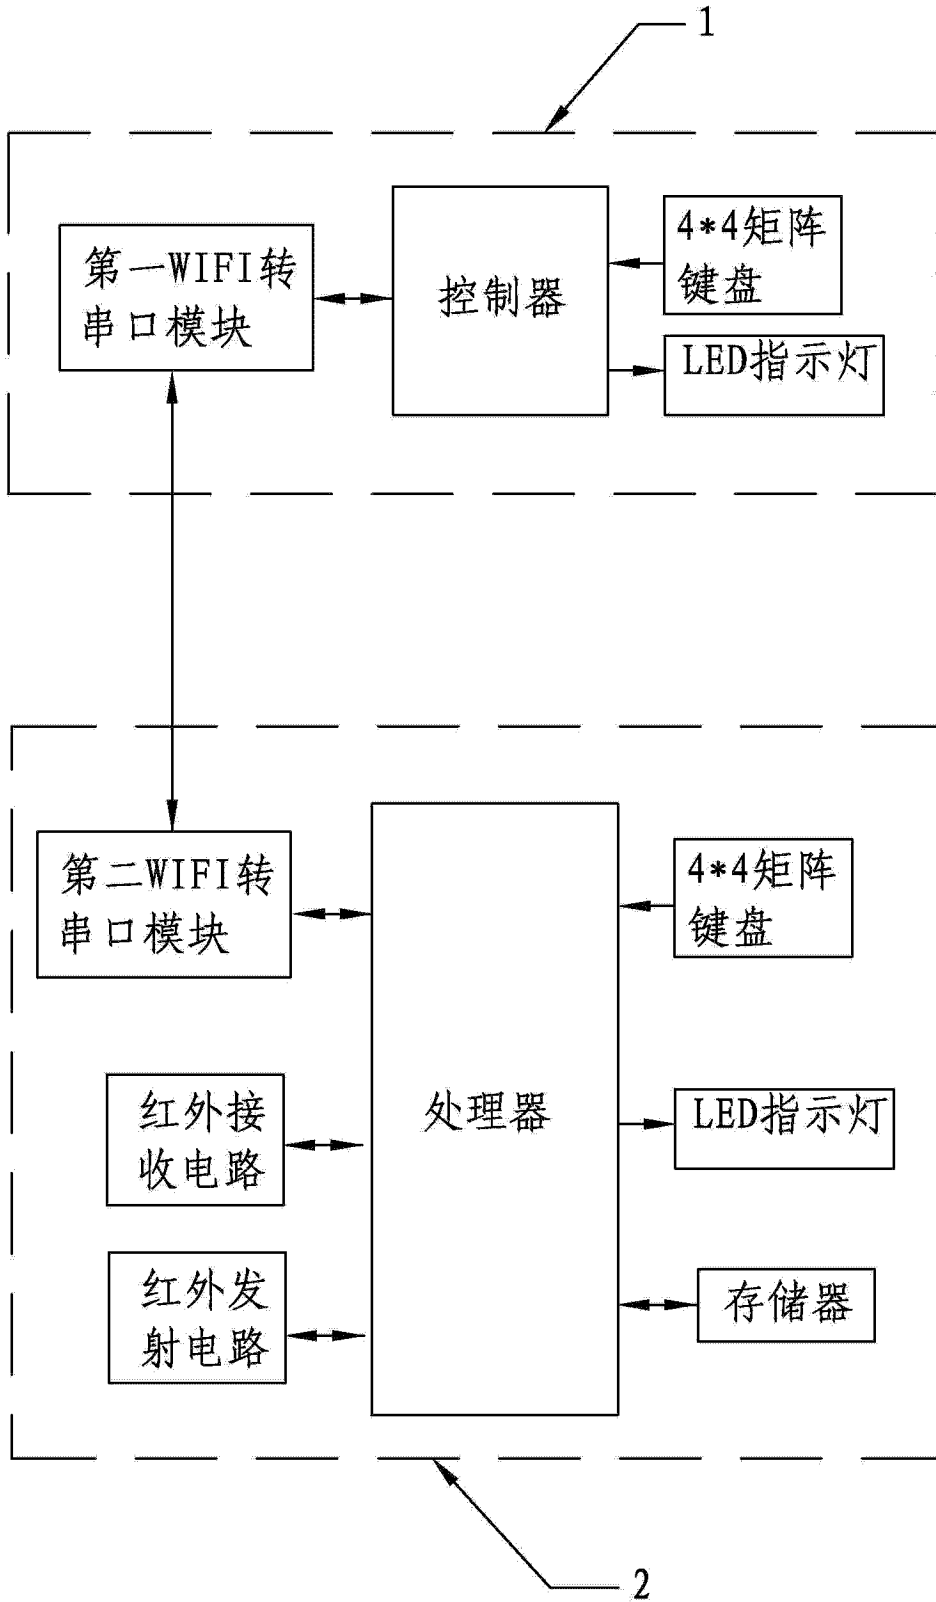 1
第一WIFI转
串口模块
控制器
4*4矩阵
键盘
LED指示灯
第二WIFI转
串口模块
处理器
4*4矩阵
键盘
红外接
收电路
LED指示灯
红外发
射电路
存储器
2